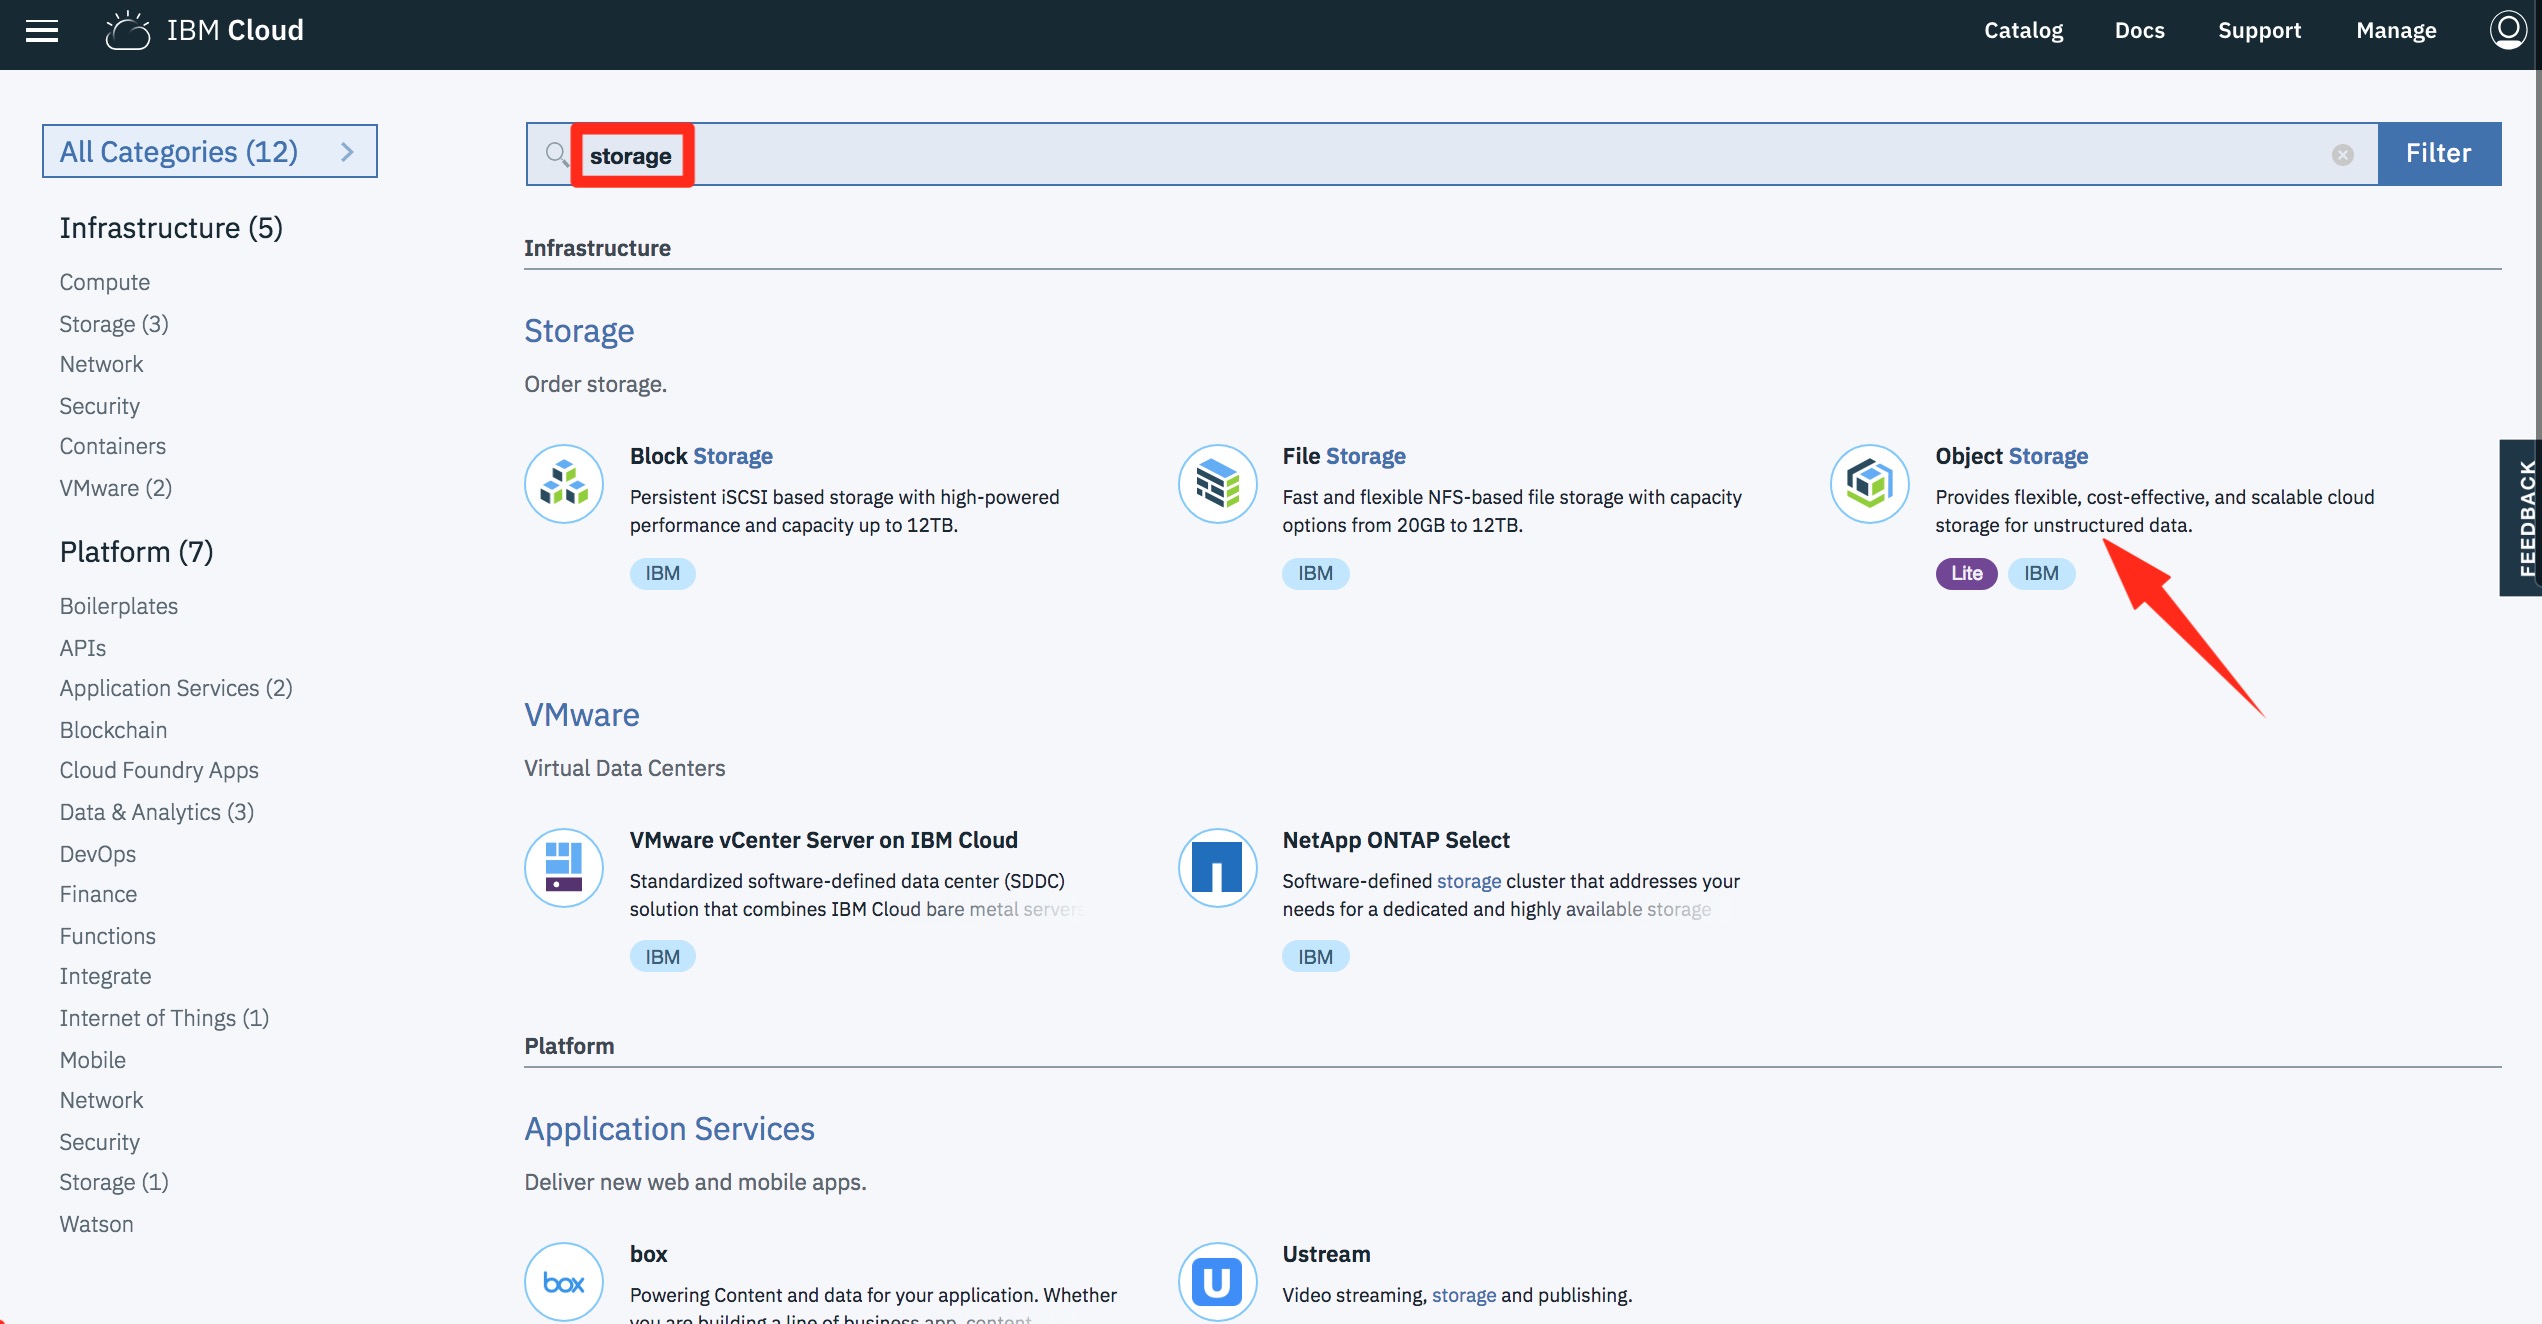 IBM Cloud
Catalog
Docs
Support
Manage
All Categories (12)
storage
Filter
Infrastructure (5)
Compute
Storage (3)
Network
Security
Containers
VMware (2)
Platform (7)
Boilerplates
APIs
Application Services (2)
Blockchain
Cloud Foundry Apps
Data & Analytics (3)
DevOps
Finance
Functions
Integrate
Internet of Things (1)
Mobile
Network
Security
Storage (1)
Watson
Infrastructure
Storage
Order storage.
Block Storage
Persistent iSCSI based storage with high-powered
performance and capacity up to 12TB.
IBM
File Storage
Fast and flexible NFS-based file storage with capacity
options from 20GB to 12TB.
IBM
Object Storage
Provides flexible, cost-effective, and scalable cloud
storage for unstructured data.
Lite
IBM
FEEDBACK
VMware
Virtual Data Centers
VMware vCenter Server on IBM Cloud
Standardized software-defined data center (SDDC)
solution that combines IBM Cloud bare metal servers
IBM
NetApp ONTAP Select
Software-defined storage cluster that addresses your
needs for a dedicated and highly available storage
IBM
Platform
Application Services
Deliver new web and mobile apps.
box
box
Powering Content and data for your application. Whether
you are building a line of business app, content
U
Ustream
Video streaming, storage and publishing.